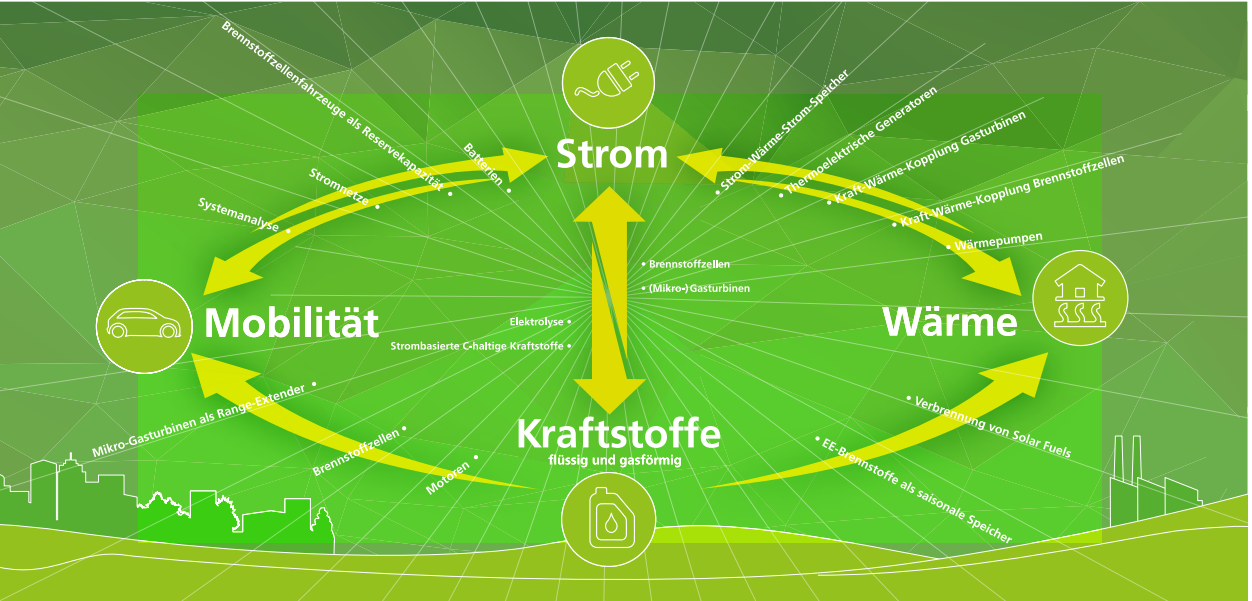 Brennstoffzellenfahrzeuge als Reservekapazität •
Batterien •
Stromnetze •
Systemanalyse •
Strom
• Strom-Wärme-Strom-Speicher
• Thermoelektrische Generatoren
• Kraft-Wärme-Kopplung Gasturbinen
• Kraft-Wärme-Kopplung Brennstoffzellen
• Wärmepumpen
• Brennstoffzellen
• (Mikro-)Gasturbinen
Mobilität
Elektrolyse •
Strombasierte C-haltige Kraftstoffe •
Wärme
Mikro-Gasturbinen als Range-Extender •
Brennstoffzellen •
Motoren •
Kraftstoffe
flüssig und gasförmig
• Verbrennung von Solar Fuels
• EE-Brennstoffe als saisonale Speicher